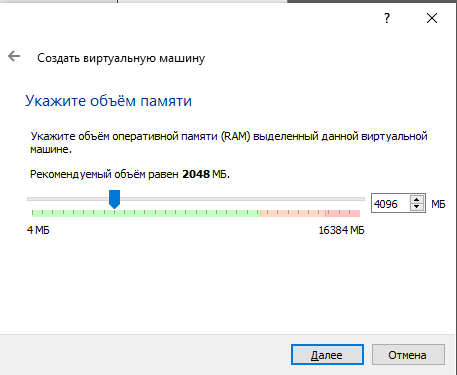 Создать виртуальную машину
Укажите объём памяти
Укажите объём оперативной памяти (RAM) выделенный данной виртуальной
машине.
Рекомендуемый объём равен 2048 МБ.
4096 МБ
4 МБ 16384 МБ
Далее Отмена